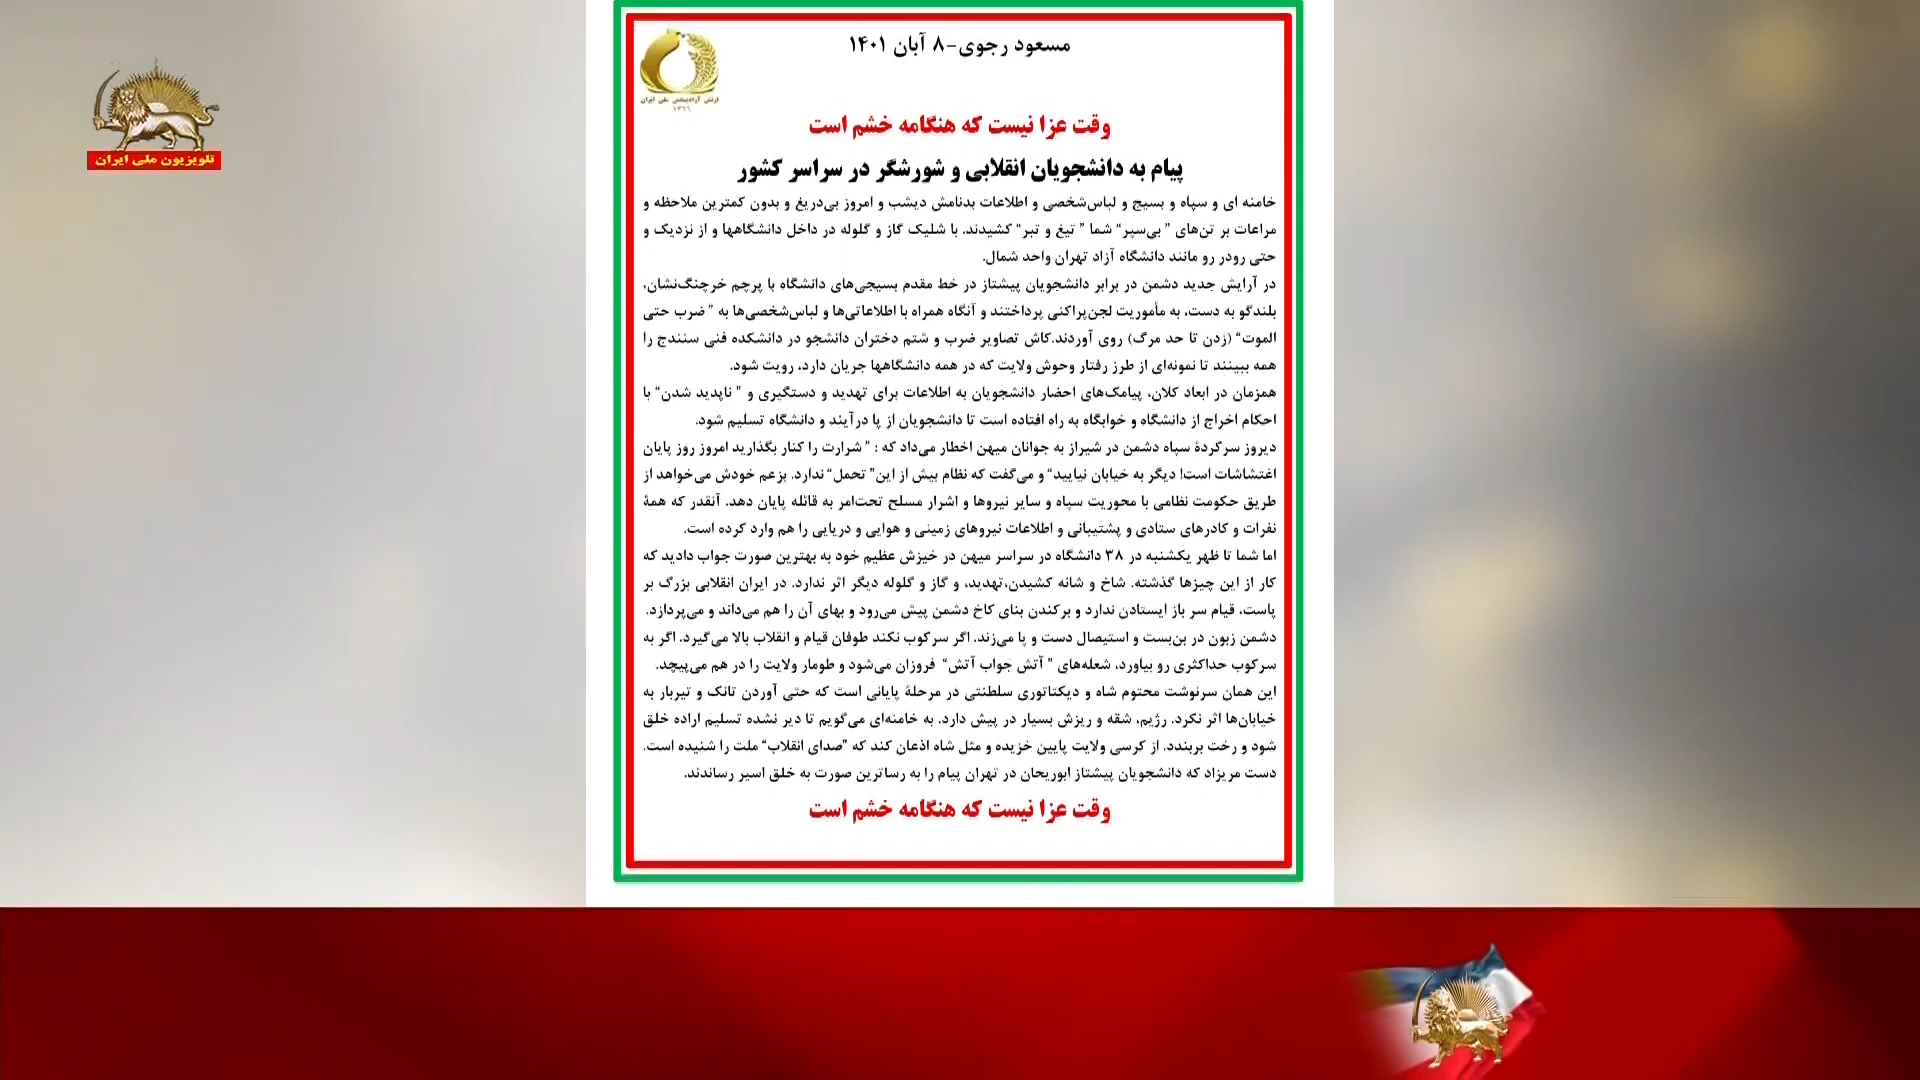 تلویزیون ملی ایران
مسعود رجوی-۸ آبان ۱۴۰۱
ارتش آزادیبخش ملی ایران
۱۳۶۶
وقت عزا نیست که هنگامه خشم است
پیام به دانشجویان انقلابی و شورشگر در سراسر کشور
خامنه ای و سپاه و بسیج و لباس‌شخصی و اطلاعات بدنامش دیشب و امروز بی‌دریغ و بدون کمترین ملاحظه و
مراعات بر تن‌های " بی‌سپر“ شما " تیغ و تبر“ کشیدند. با شلیک گاز و گلوله در داخل دانشگاهها و از نزدیک و
حتی رودر رو مانند دانشگاه آزاد تهران واحد شمال.
در آرایش جدید دشمن در برابر دانشجویان پیشتاز در خط مقدم بسیجی‌های دانشگاه با پرچم خرچنگ‌نشان،
بلندگو به دست، به مأموریت لجن‌پراکنی پرداختند و آنگاه همراه با اطلاعاتی‌ها و لباس‌شخصی‌ها به " ضرب حتی
الموت“ (زدن تا حد مرگ) روی آوردند.کاش تصاویر ضرب و شتم دختران دانشجو در دانشکده فنی سنندج را
همه ببینند تا نمونه‌ای از طرز رفتار وحوش ولایت که در همه دانشگاهها جریان دارد، رویت شود.
همزمان در ابعاد کلان، پیامک‌های احضار دانشجویان به اطلاعات برای تهدید و دستگیری و " ناپدید شدن“ با
احکام اخراج از دانشگاه و خوابگاه به راه افتاده است تا دانشجویان از پا درآیند و دانشگاه تسلیم شود.
دیروز سرکردهٔ سپاه دشمن در شیراز به جوانان میهن اخطار می‌داد که : " شرارت را کنار بگذارید امروز روز پایان
اغتشاشات است! دیگر به خیابان نیایید“ و می‌گفت که نظام بیش از این" تحمل“ ندارد. بزعم خودش می‌خواهد از
طریق حکومت نظامی با محوریت سپاه و سایر نیروها و اشرار مسلح تحت‌امر به قائله پایان دهد. آنقدر که همهٔ
نفرات و کادرهای ستادی و پشتیبانی و اطلاعات نیروهای زمینی و هوایی و دریایی را هم وارد کرده است.
اما شما تا ظهر یکشنبه در ۳۸ دانشگاه در سراسر میهن در خیزش عظیم خود به بهترین صورت جواب دادید که
کار از این چیزها گذشته. شاخ و شانه کشیدن،تهدید، و گاز و گلوله دیگر اثر ندارد. در ایران انقلابی بزرگ بر
پاست، قیام سر باز ایستادن ندارد و برکندن بنای کاخ دشمن پیش می‌رود و بهای آن را هم می‌داند و می‌پردازد.
دشمن زبون در بن‌بست و استیصال دست و پا می‌زند. اگر سرکوب نکند طوفان قیام و انقلاب بالا می‌گیرد. اگر به
سرکوب حداکثری رو بیاورد، شعله‌های " آتش جواب آتش“ فروزان می‌شود و طومار ولایت را در هم می‌پیچد.
این همان سرنوشت محتوم شاه و دیکتاتوری سلطنتی در مرحلهٔ پایانی است که حتی آوردن تانک و تیربار به
خیابان‌ها اثر نکرد. رژیم، شقه و ریزش بسیار در پیش دارد. به خامنه‌ای می‌گویم تا دیر نشده تسلیم اراده خلق
شود و رخت بربندد. از کرسی ولایت پایین خزیده و مثل شاه اذعان کند که "صدای انقلاب“ ملت را شنیده است.
دست مریزاد که دانشجویان پیشتاز ابوریحان در تهران پیام را به رساترین صورت به خلق اسیر رساندند.
وقت عزا نیست که هنگامه خشم است